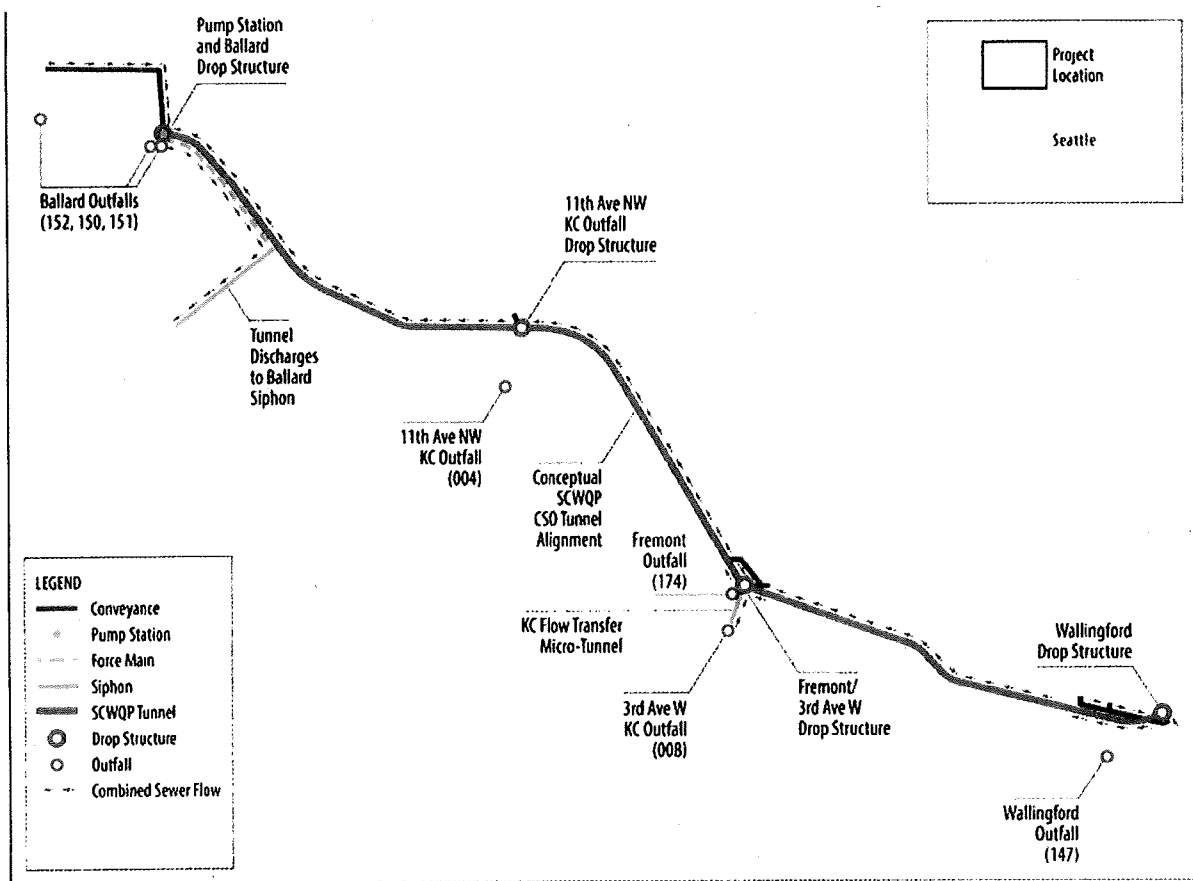 Pump Station
and Ballard
Drop Structure
Project
Location
Seattle
Ballard Outfalls
(152, 150, 151)
11th Ave NW
KC Outfall
Drop Structure
Tunnel
Discharges
to Ballard
Siphon
11th Ave NW
KC Outfall
(004)
Conceptual
SCWQP
CSO Tunnel
Alignment
Fremont
Outfall
(174)
KC Flow Transfer
Micro-Tunnel
3rd Ave W
KC Outfall
(008)
Fremont/
3rd Ave W
Drop Structure
Wallingford
Drop Structure
Wallingford
Outfall
(147)
LEGEND
Conveyance
Pump Station
Force Main
Siphon
SCWQP Tunnel
Drop Structure
Outfall
Combined Sewer Flow